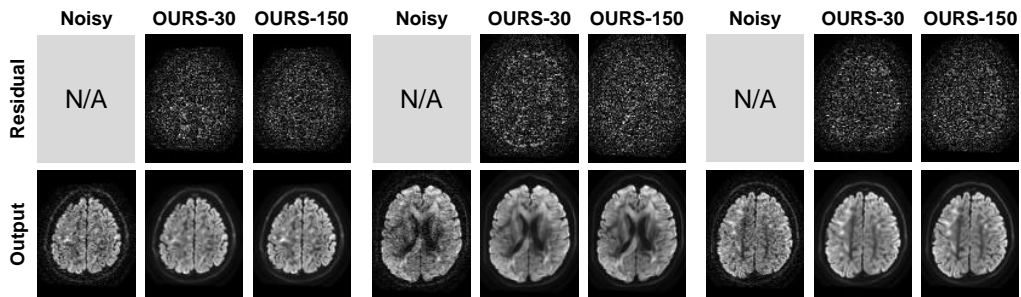 Noisy OURS-30 OURS-150 Noisy OURS-30 OURS-150 Noisy OURS-30 OURS-150
Residual N/A N/A N/A
Output